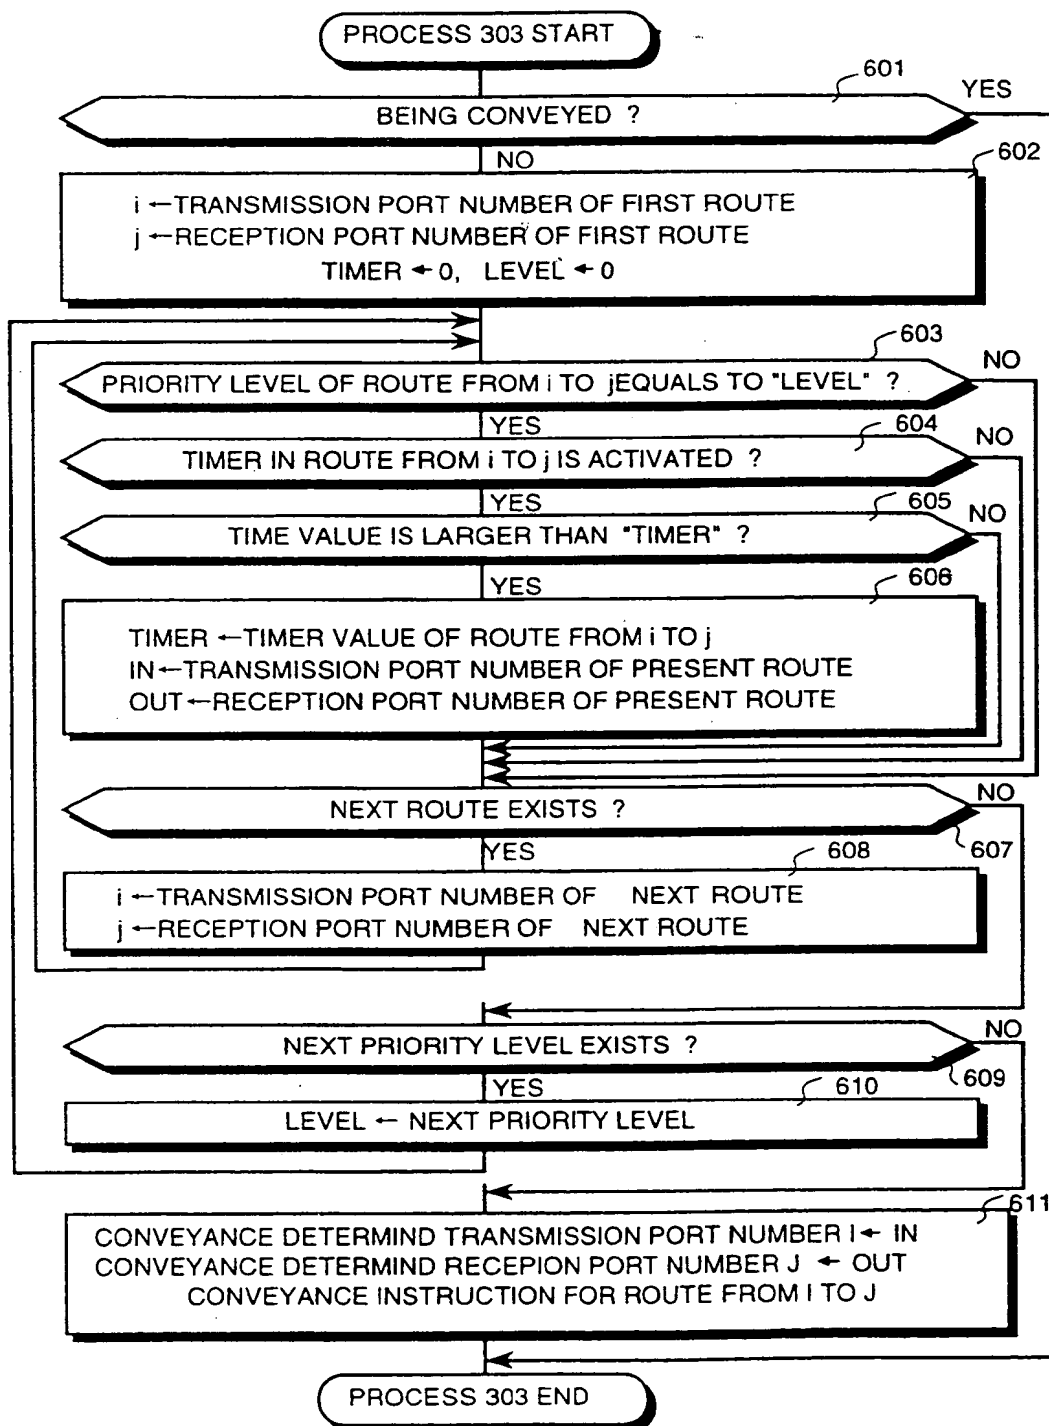 PROCESS 303 START
601
YES
BEING CONVEYED ?
NO
602
i ←TRANSMISSION PORT NUMBER OF FIRST ROUTE
j ←RECEPTION PORT NUMBER OF FIRST ROUTE
TIMER ← 0, LEVEL ← 0
603
NO
PRIORITY LEVEL OF ROUTE FROM i TO jEQUALS TO "LEVEL" ?
YES
604
NO
TIMER IN ROUTE FROM i TO j IS ACTIVATED ?
YES
605
NO
TIME VALUE IS LARGER THAN "TIMER" ?
YES
606
TIMER ←TIMER VALUE OF ROUTE FROM i TO j
IN←TRANSMISSION PORT NUMBER OF PRESENT ROUTE
OUT←RECEPTION PORT NUMBER OF PRESENT ROUTE
NEXT ROUTE EXISTS ?
NO
607
YES
608
i ←TRANSMISSION PORT NUMBER OF NEXT ROUTE
j ←RECEPTION PORT NUMBER OF NEXT ROUTE
NEXT PRIORITY LEVEL EXISTS ?
NO
609
YES
610
LEVEL ← NEXT PRIORITY LEVEL
611
CONVEYANCE DETERMIND TRANSMISSION PORT NUMBER I← IN
CONVEYANCE DETERMIND RECEPION PORT NUMBER J ← OUT
CONVEYANCE INSTRUCTION FOR ROUTE FROM I TO J
PROCESS 303 END